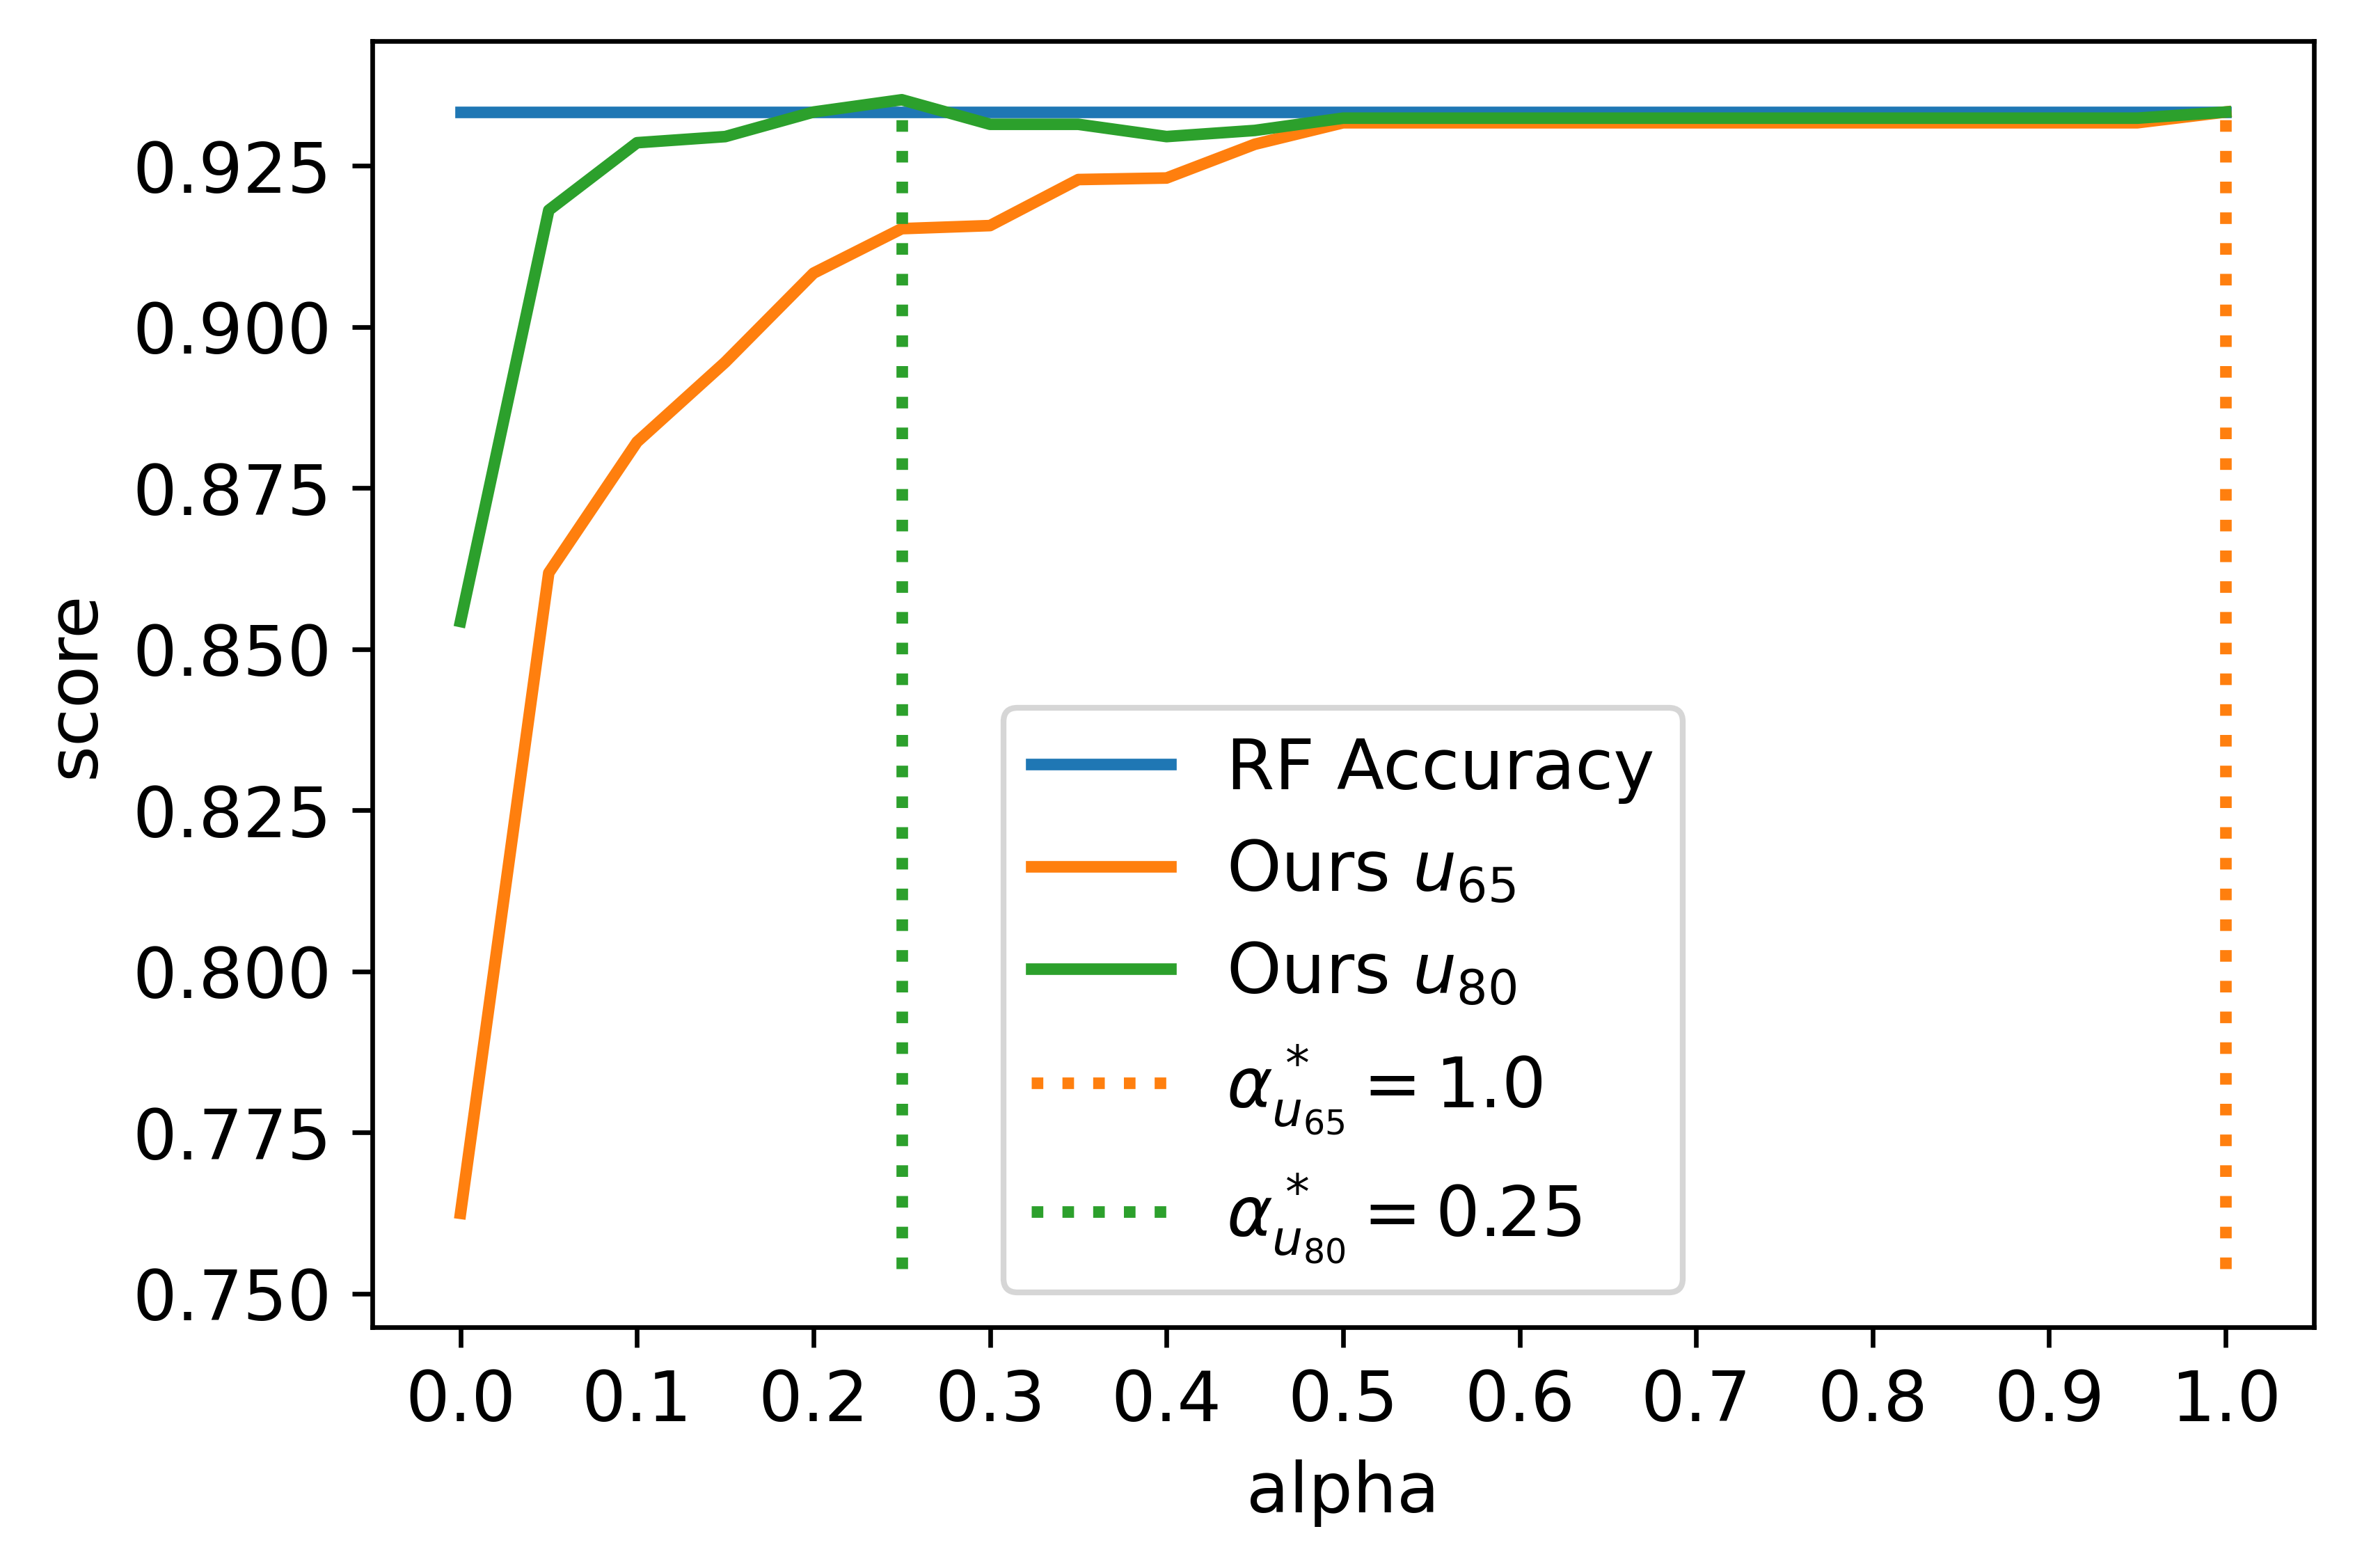 score
0.925
0.900
0.875
0.850
0.825
0.800
0.775
0.750
RF Accuracy
Ours u₆₅
Ours u₈₀
α*ᵤ₆₅ = 1.0
α*ᵤ₈₀ = 0.25
0.0 0.1 0.2 0.3 0.4 0.5 0.6 0.7 0.8 0.9 1.0
alpha